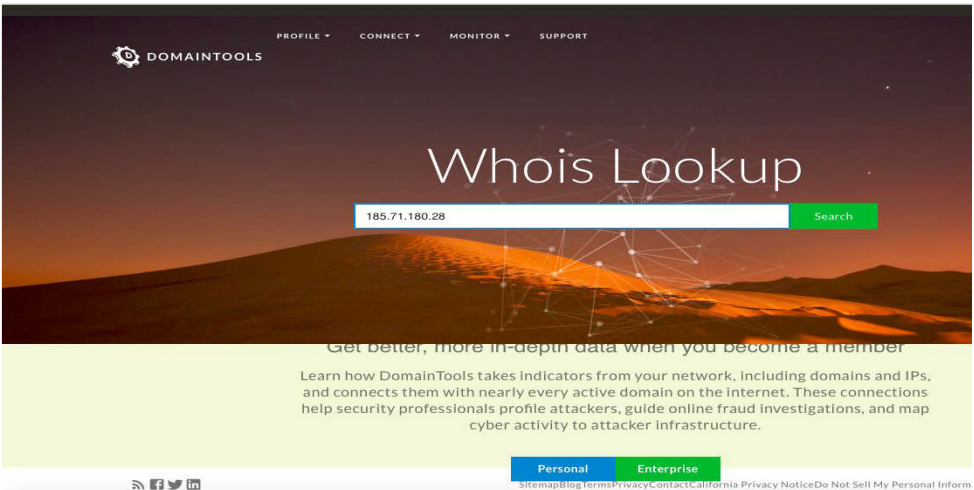 PROFILE CONNECT MONITOR SUPPORT
DOMAINTOOLS
Whois Lookup
185.71.180.28 Search
Get better, more in-depth data when you become a member
Learn how DomainTools takes indicators from your network, including domains and IPs,
and connects them with nearly every active domain on the internet. These connections
help security professionals profile attackers, guide online fraud investigations, and map
cyber activity to attacker infrastructure.
Personal Enterprise
SitemapBlogTermsPrivacyContactCalifornia Privacy NoticeDo Not Sell My Personal Inform